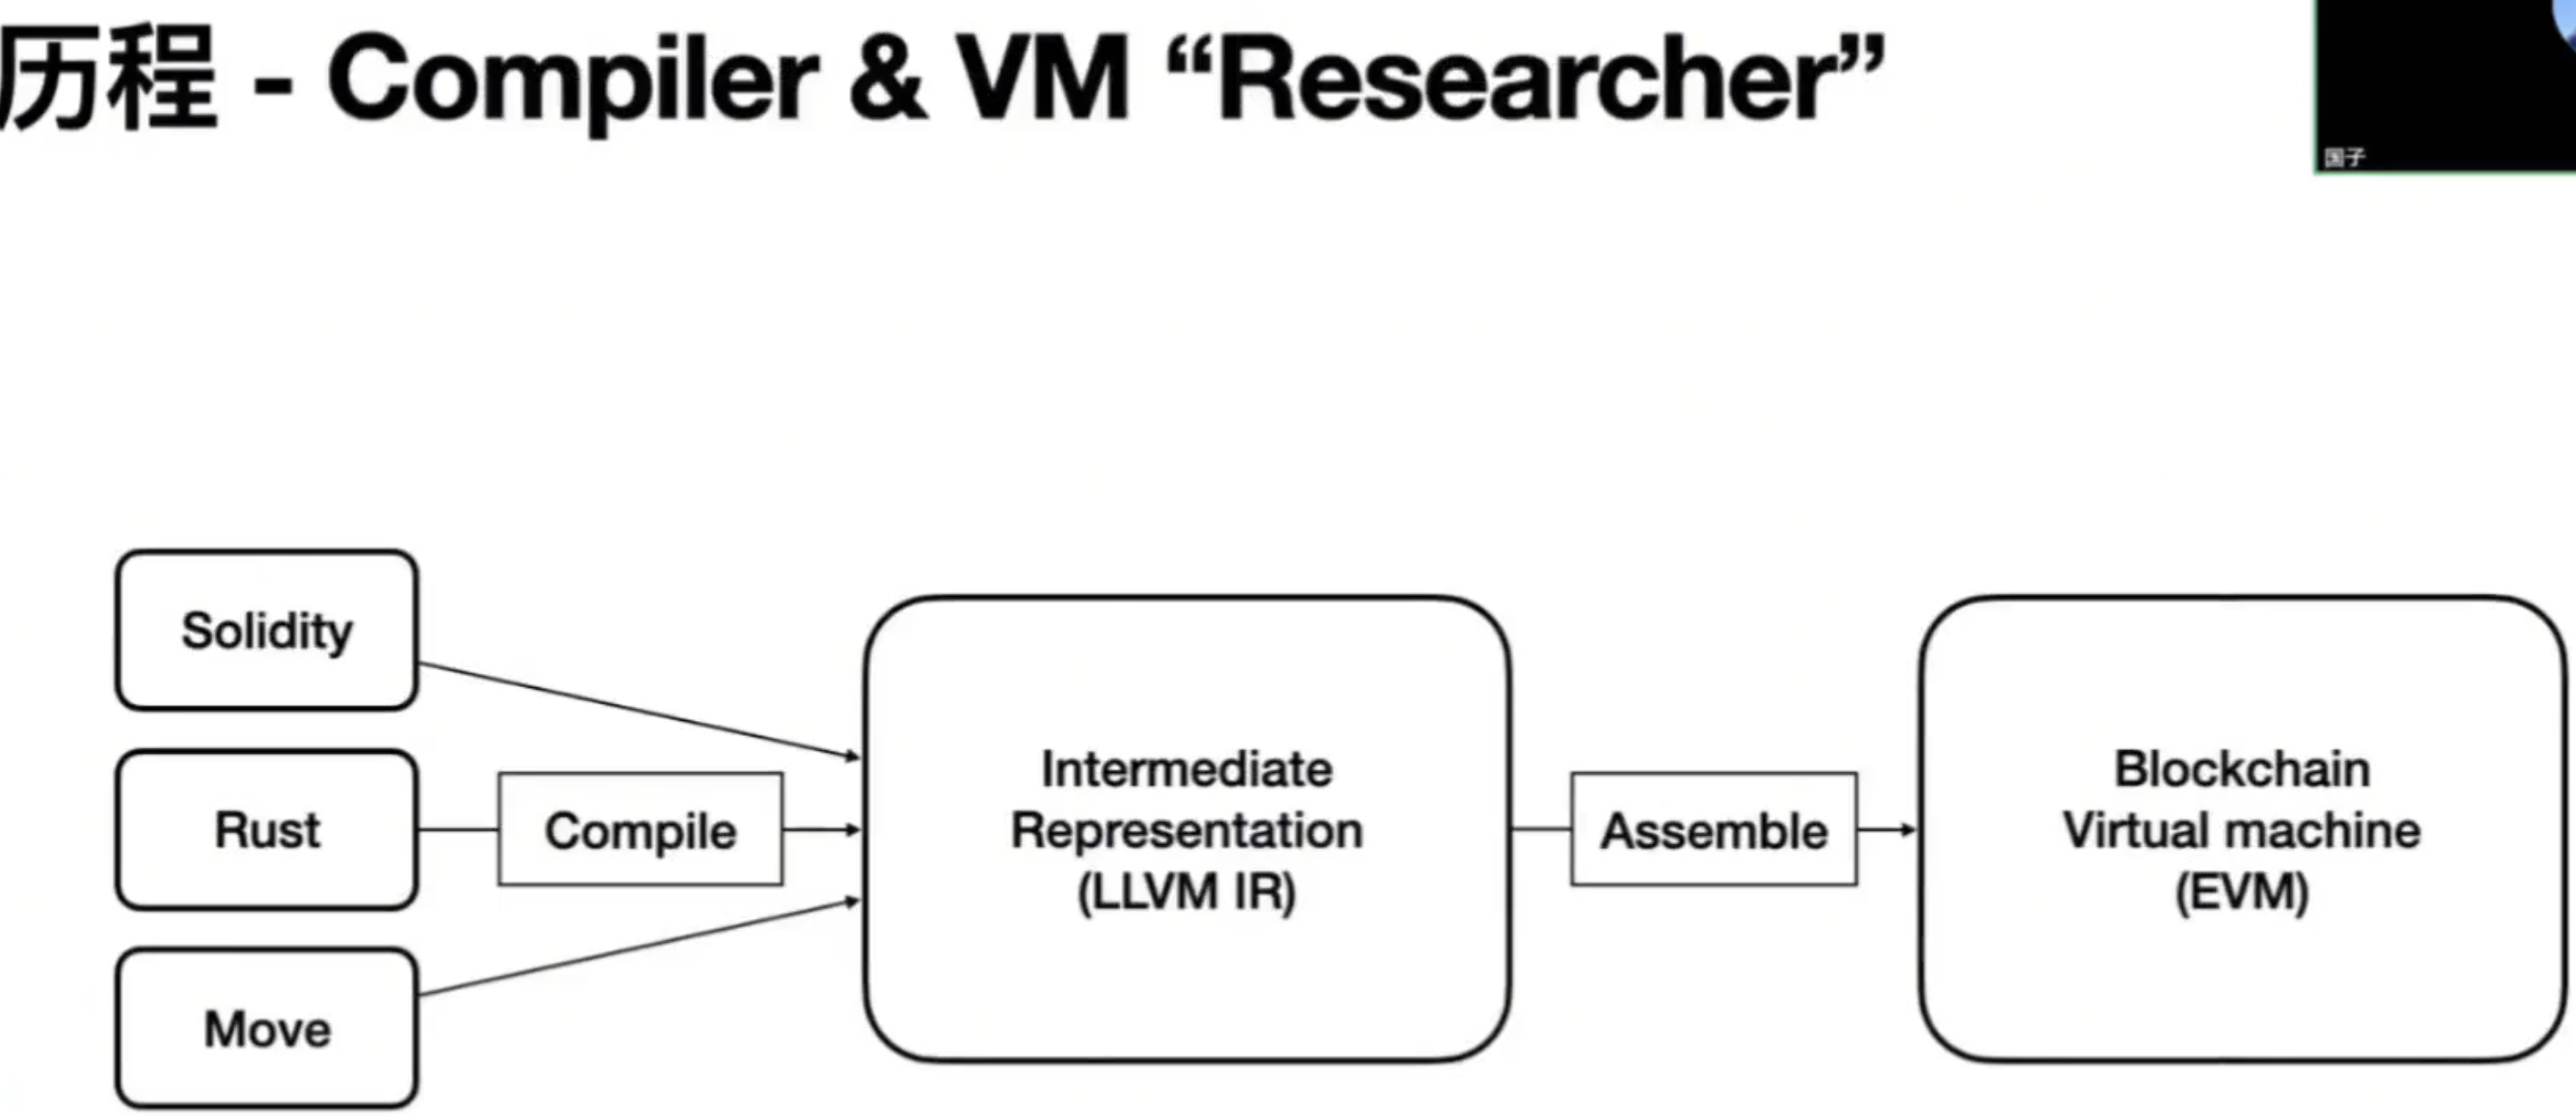 历程 - Compiler & VM “Researcher”
国子
Solidity
Rust
Move
Compile
Intermediate
Representation
(LLVM IR)
Assemble
Blockchain
Virtual machine
(EVM)